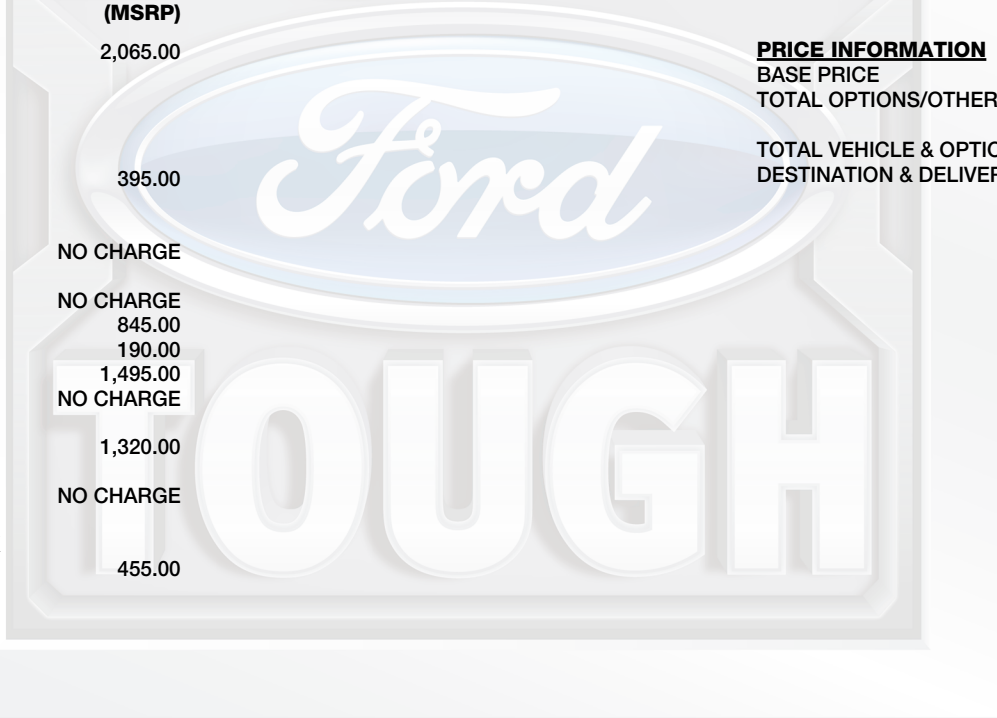 (MSRP)
2,065.00
395.00
NO CHARGE
NO CHARGE
845.00
190.00
1,495.00
NO CHARGE
1,320.00
NO CHARGE
455.00
PRICE INFORMATION
BASE PRICE
TOTAL OPTIONS/OTHER
TOTAL VEHICLE & OPTIO
DESTINATION & DELIVER
Ford
TOUGH